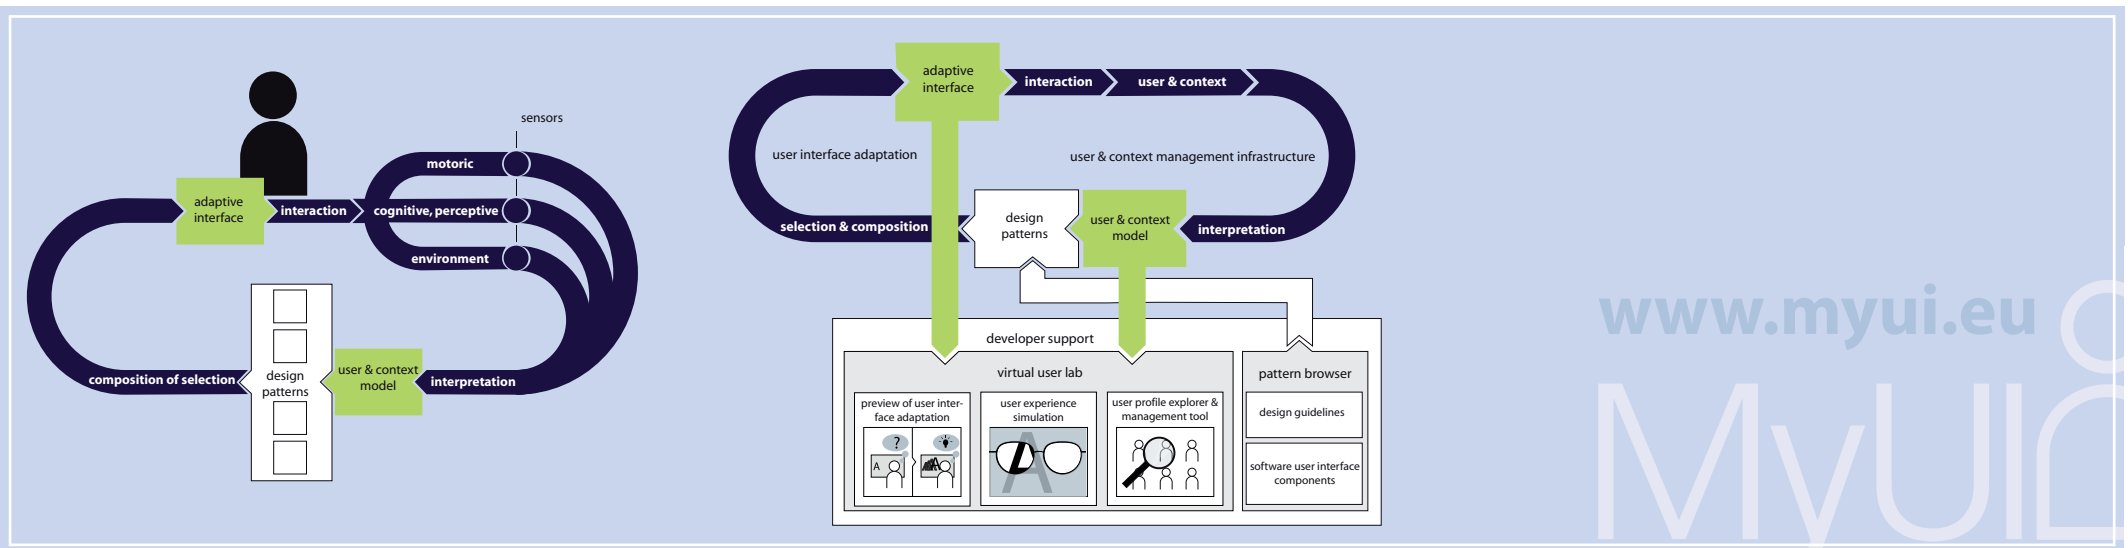 sensors
motoric
adaptive
interface
interaction
cognitive, perceptive
environment
composition of selection
design
patterns
user & context
model
interpretation
adaptive
interface
interaction
user & context
user interface adaptation
user & context management infrastructure
selection & composition
design
patterns
user & context
model
interpretation
developer support
virtual user lab
preview of user inter-
face adaptation
?
A
user experience
simulation
A
user profile explorer &
management tool
pattern browser
design guidelines
software user interface
components
www.myui.eu
MyUI